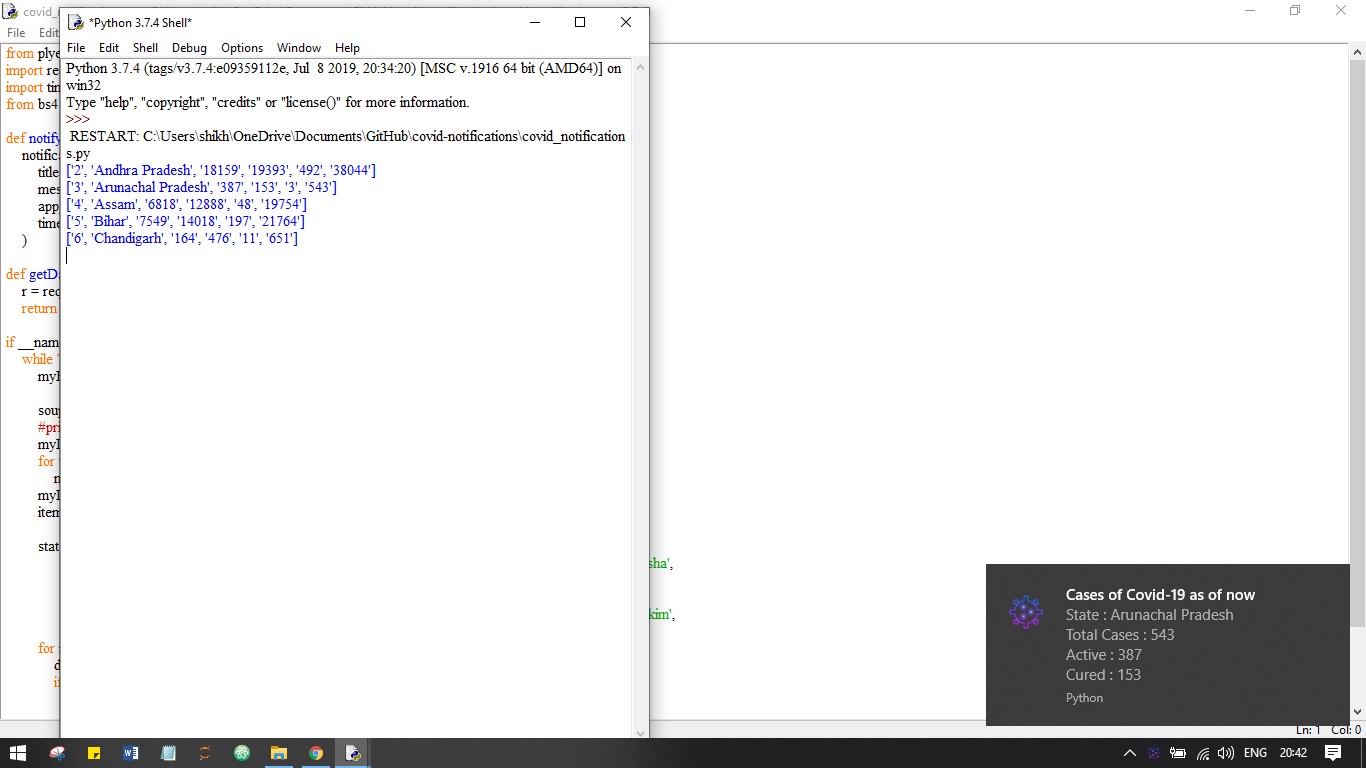 covid_
File Edit
from plye
import re
import tin
from bs4
def notify
notific
title
mes
app
time
)
def getDa
r = req
return
if __nam
while
myH
soup
#pri
myI
for
n
myI
item
stat
for
d
if
*Python 3.7.4 Shell*
File Edit Shell Debug Options Window Help
Python 3.7.4 (tags/v3.7.4:e09359112e, Jul 8 2019, 20:34:20) [MSC v.1916 64 bit (AMD64)] on
win32
Type "help", "copyright", "credits" or "license()" for more information.
>>>
RESTART: C:\Users\shikh\OneDrive\Documents\GitHub\covid-notifications\covid_notification
s.py
['2', 'Andhra Pradesh', '18159', '19393', '492', '38044']
['3', 'Arunachal Pradesh', '387', '153', '3', '543']
['4', 'Assam', '6818', '12888', '48', '19754']
['5', 'Bihar', '7549', '14018', '197', '21764']
['6', 'Chandigarh', '164', '476', '11', '651']
sha',
kim',
Cases of Covid-19 as of now
State : Arunachal Pradesh
Total Cases : 543
Active : 387
Cured : 153
Python
Ln: 1 Col: 0
ENG 20:42